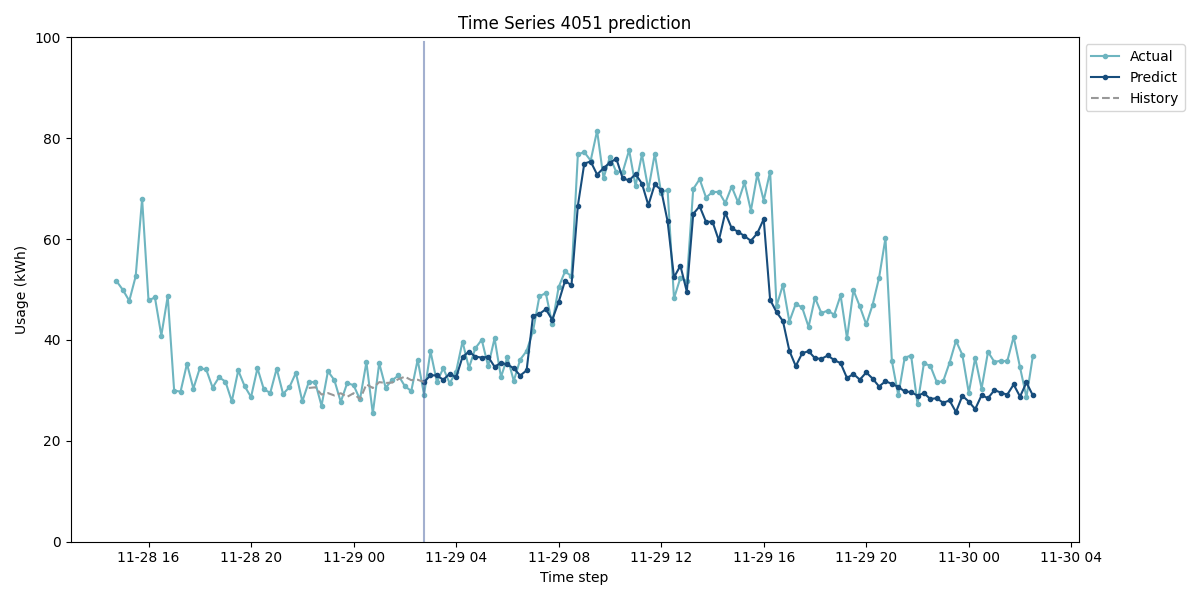 Time Series 4051 prediction
100
80
60
40
20
0
Usage (kWh)
11-28 16
11-28 20
11-29 00
11-29 04
11-29 08
11-29 12
11-29 16
11-29 20
11-30 00
11-30 04
Time step
Actual
Predict
History